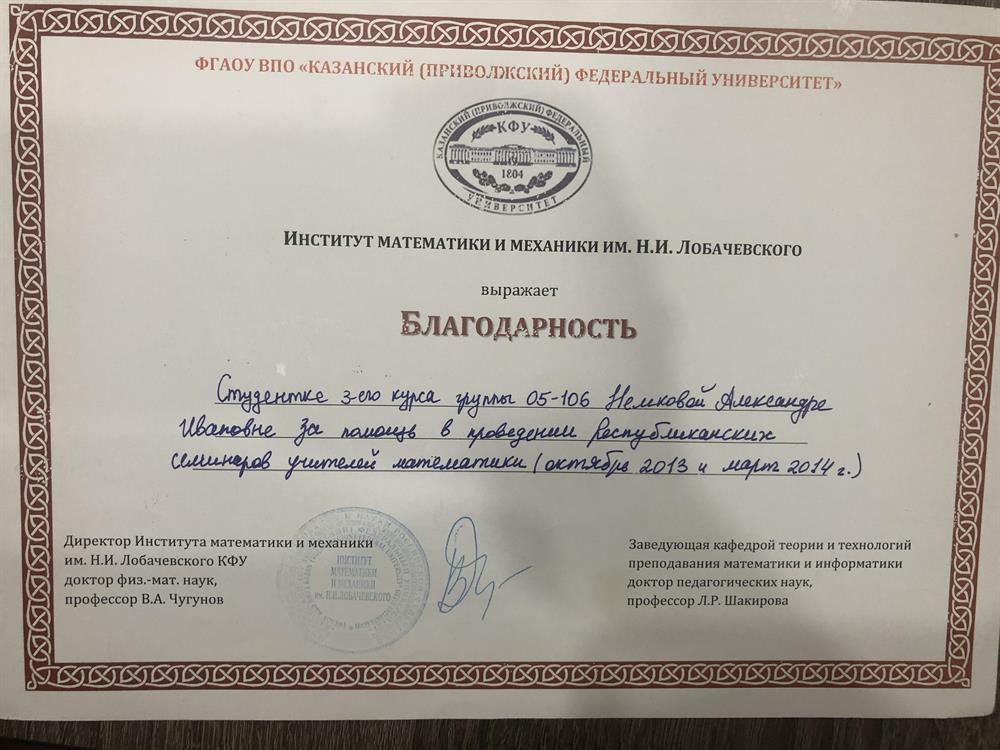 ФГАОУ ВПО «КАЗАНСКИЙ (ПРИВОЛЖСКИЙ) ФЕДЕРАЛЬНЫЙ УНИВЕРСИТЕТ»
КАЗАНСКИЙ (ПРИВОЛЖСКИЙ) ФЕДЕРАЛЬНЫЙ
КФУ
1804
УНИВЕРСИТЕТ
ИНСТИТУТ МАТЕМАТИКИ И МЕХАНИКИ ИМ. Н.И. ЛОБАЧЕВСКОГО
выражает
БЛАГОДАРНОСТЬ
Студентке 3-его курса группы 05-106 Немковой Александре
Ивановне За помощь в проведении Республиканских
семинаров учителей математики (октябрь 2013 и март 2014 г.)
Директор Института математики и механики
им. Н.И. Лобачевского КФУ
доктор физ.-мат. наук,
профессор В.А. Чугунов
ИНСТИТУТ
МАТЕМАТИКИ
И МЕХАНИКИ
им. Н.И.ЛОБАЧЕВСКОГО
Заведующая кафедрой теории и технологий
преподавания математики и информатики
доктор педагогических наук,
профессор Л.Р. Шакирова